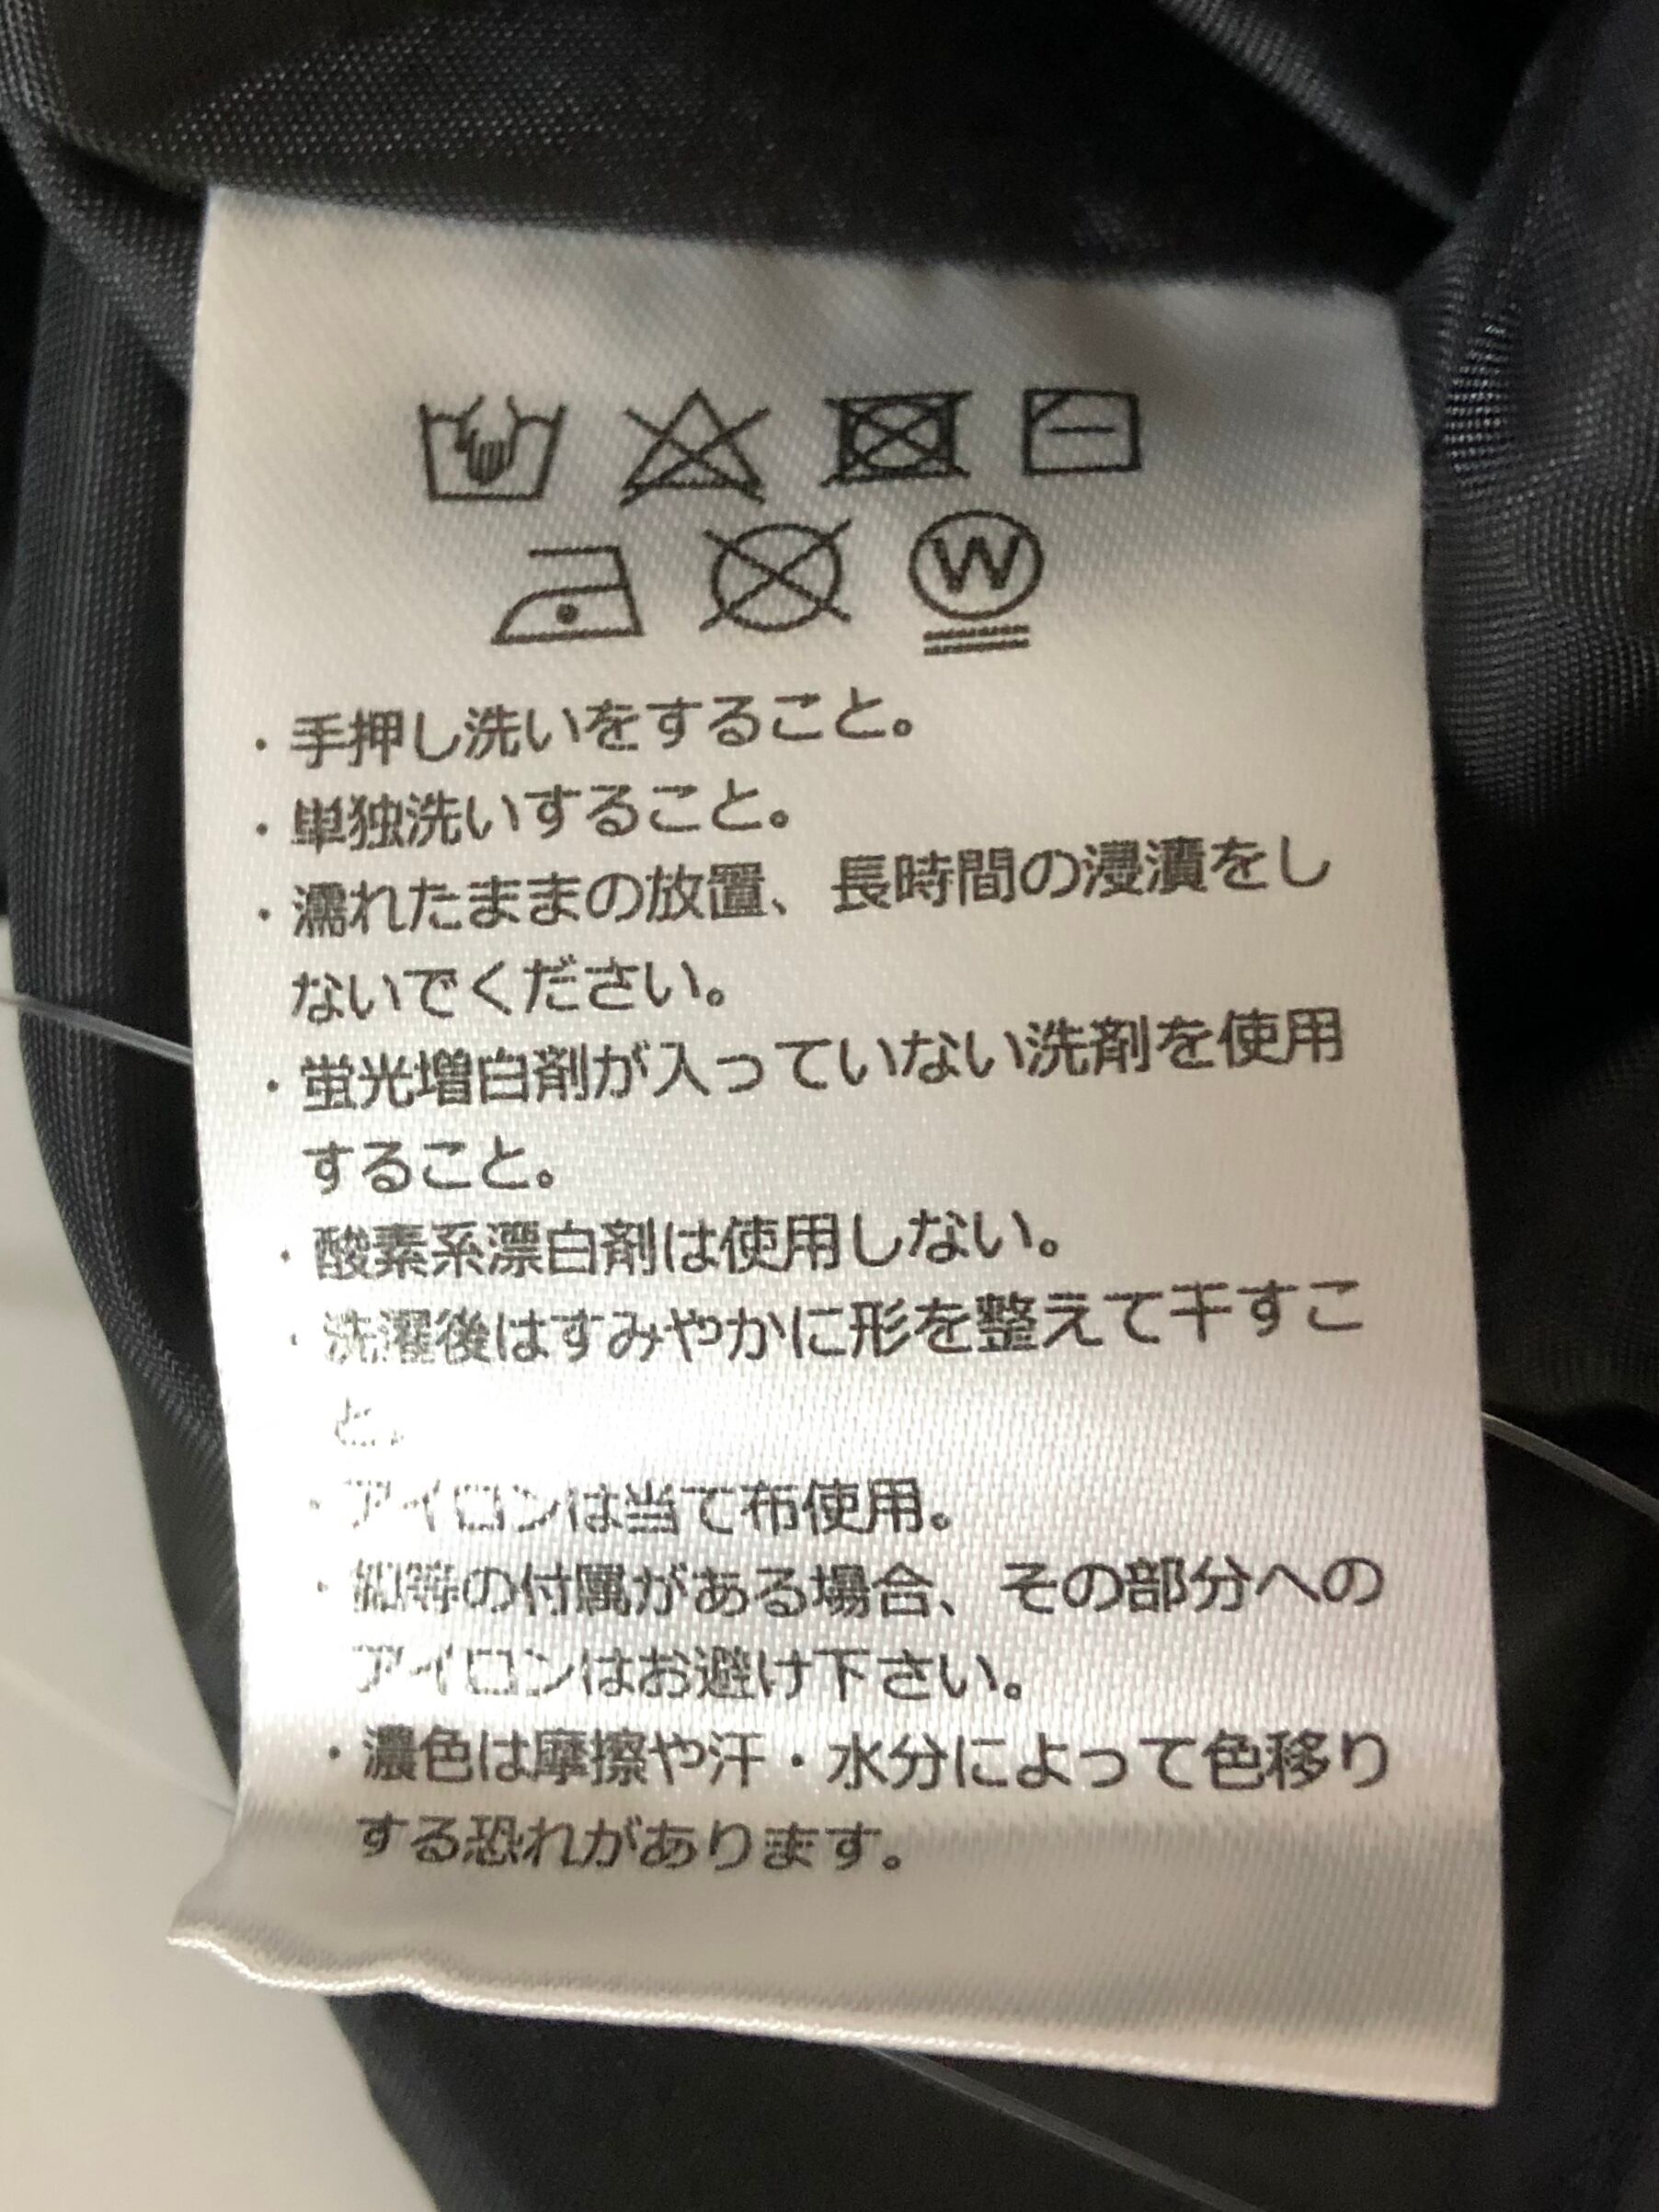 W
・手押し洗いをすること。
・単独洗いすること。
・濡れたままの放置、長時間の浸漬をし
ないでください。
・蛍光増白剤が入っていない洗剤を使用
すること。
・酸素系漂白剤は使用しない。
・洗濯後はすみやかに形を整えて干すこ
と。
・アイロンは当て布使用。
・釦等の付属がある場合、その部分への
アイロンはお避け下さい。
・濃色は摩擦や汗・水分によって色移り
する恐れがあります。